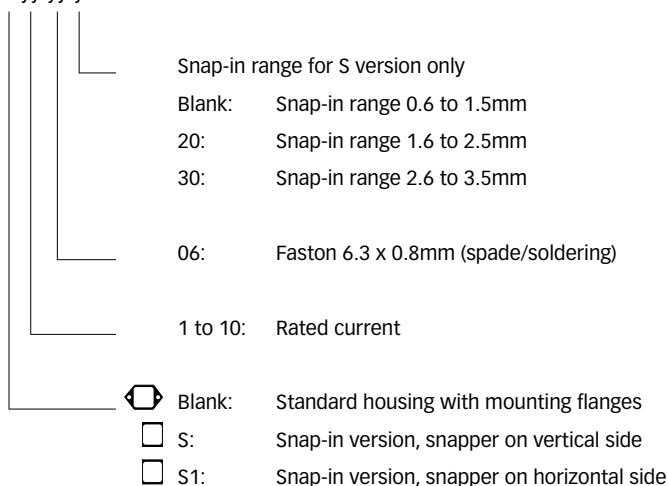 Snap-in range for S version only
Blank: Snap-in range 0.6 to 1.5mm
20: Snap-in range 1.6 to 2.5mm
30: Snap-in range 2.6 to 3.5mm
06: Faston 6.3 x 0.8mm (spade/soldering)
1 to 10: Rated current
Blank: Standard housing with mounting flanges
S: Snap-in version, snapper on vertical side
S1: Snap-in version, snapper on horizontal side